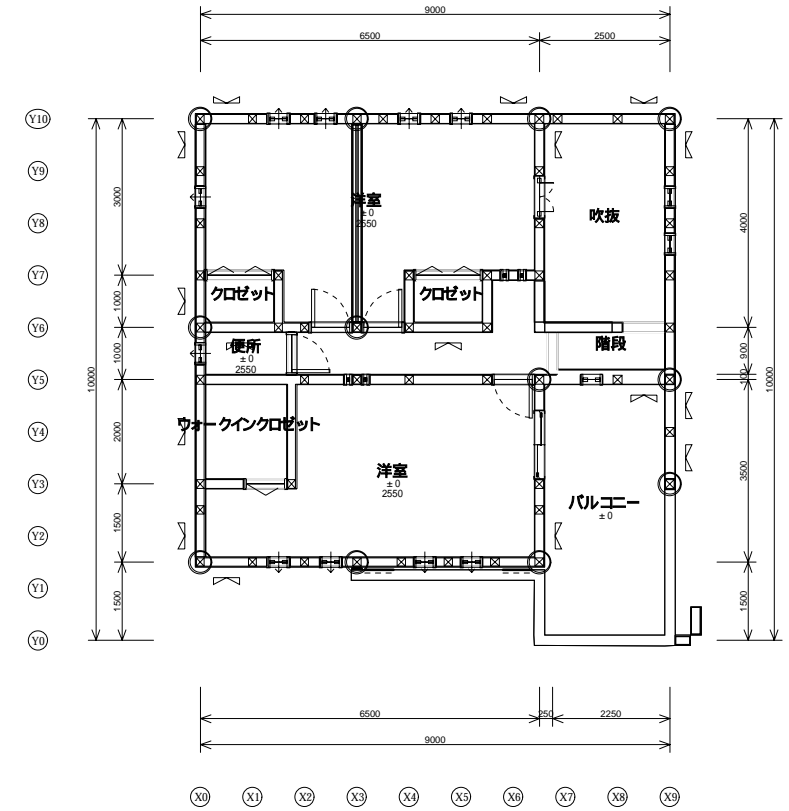 9000
6500
2500
Y10
Y9
Y8
Y7
Y6
Y5
Y4
Y3
Y2
Y1
Y0
10000
3000
1000
1000
2000
1500
1500
洋室
±0
2550
吹抜
クロゼット
クロゼット
便所
±0
2550
階段
ウォークインクロゼット
洋室
±0
2550
バルコニー
±0
4000
900
100
3500
1500
10000
6500
250
2250
9000
X0
X1
X2
X3
X4
X5
X6
X7
X8
X9